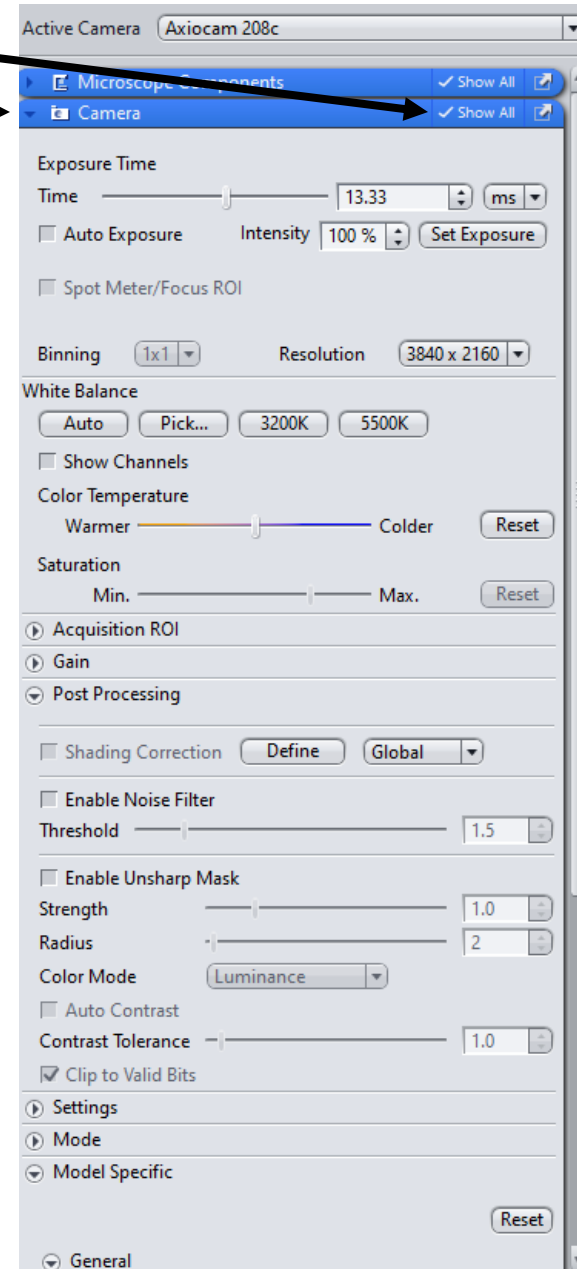 Active Camera Axiocam 208c
Microscope Components Show All
Camera Show All
Exposure Time
Time 13.33 ms
Auto Exposure Intensity 100 % Set Exposure
Spot Meter/Focus ROI
Binning 1x1 Resolution 3840 x 2160
White Balance
Auto Pick... 3200K 5500K
Show Channels
Color Temperature
Warmer Colder Reset
Saturation
Min. Max. Reset
Acquisition ROI
Gain
Post Processing
Shading Correction Define Global
Enable Noise Filter
Threshold 1.5
Enable Unsharp Mask
Strength 1.0
Radius 2
Color Mode Luminance
Auto Contrast
Contrast Tolerance 1.0
Clip to Valid Bits
Settings
Mode
Model Specific
Reset
General